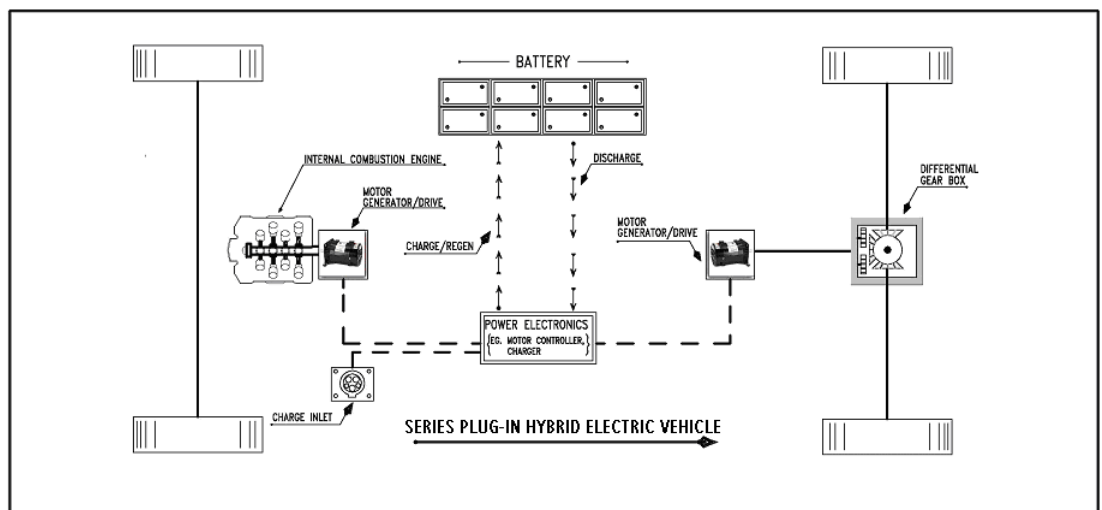 BATTERY
INTERNAL COMBUSTION ENGINE
DISCHARGE
DIFFERENTIAL
GEAR BOX
MOTOR
GENERATOR/DRIVE
MOTOR
GENERATOR/DRIVE
CHARGE/REGEN
POWER ELECTRONICS
{EG. MOTOR CONTROLLER,
CHARGER}
CHARGE INLET
SERIES PLUG-IN HYBRID ELECTRIC VEHICLE